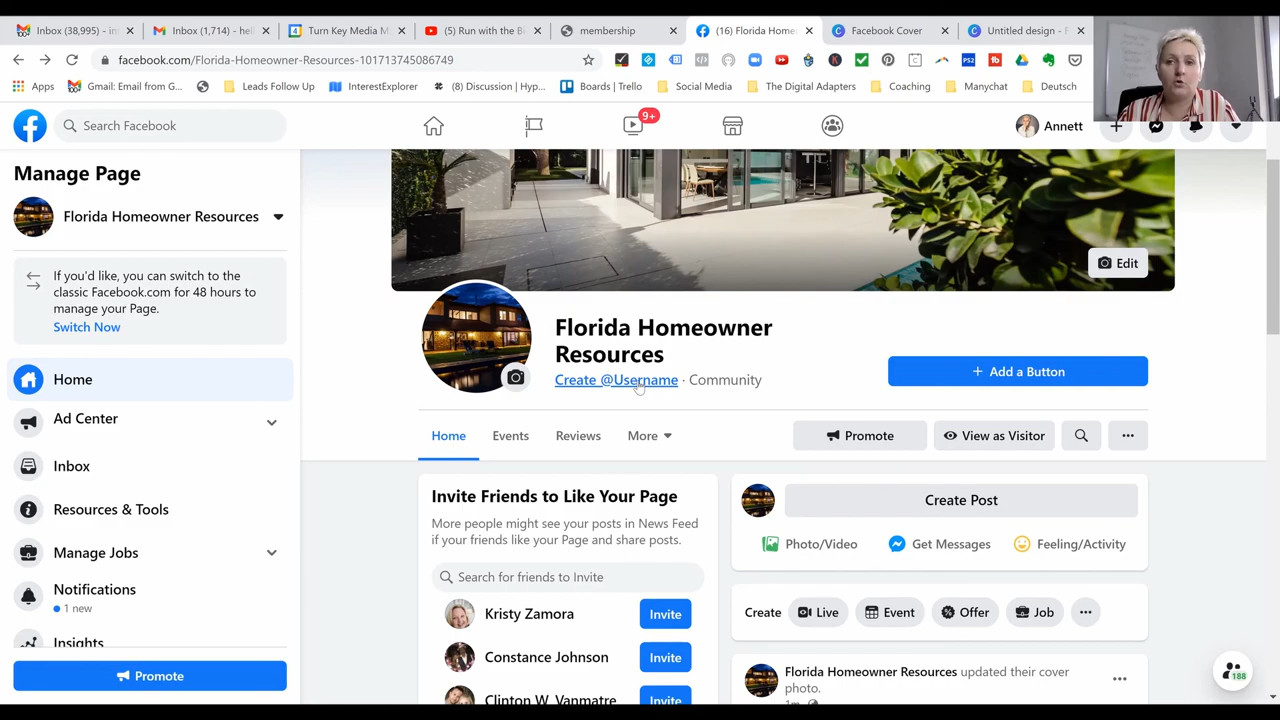 Inbox (38,995) - in
Inbox (1,714) - hel
Turn Key Media M
(5) Run with the Bi
membership
(16) Florida Home
Facebook Cover
Untitled design - F
facebook.com/Florida-Homeowner-Resources-101713745086749
Apps
Gmail: Email from G...
Leads Follow Up
InterestExplorer
(8) Discussion | Hyp...
Boards | Trello
Social Media
The Digital Adapters
Coaching
Manychat
Deutsch
Search Facebook
9+
Annett
Manage Page
Florida Homeowner Resources
If you'd like, you can switch to the
classic Facebook.com for 48 hours to
manage your Page.
Switch Now
Home
Ad Center
Inbox
Resources & Tools
Manage Jobs
Notifications
1 new
Insights
Promote
Edit
Florida Homeowner
Resources
Create @Username · Community
+ Add a Button
Home
Events
Reviews
More
Promote
View as Visitor
Invite Friends to Like Your Page
More people might see your posts in News Feed
if your friends like your Page and share posts.
Search for friends to Invite
Kristy Zamora
Invite
Constance Johnson
Invite
Clinton W. Vanmatre
Invite
Create Post
Photo/Video
Get Messages
Feeling/Activity
Create
Live
Event
Offer
Job
Florida Homeowner Resources updated their cover
photo.
1m
188